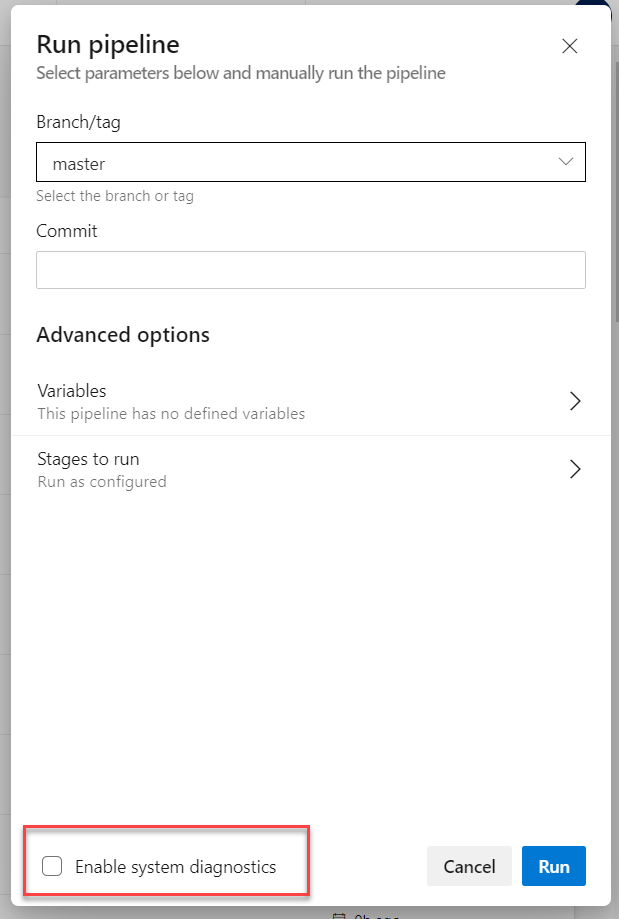 Run pipeline
Select parameters below and manually run the pipeline
Branch/tag
master
Select the branch or tag
Commit
Advanced options
Variables
This pipeline has no defined variables
Stages to run
Run as configured
Enable system diagnostics
Cancel
Run